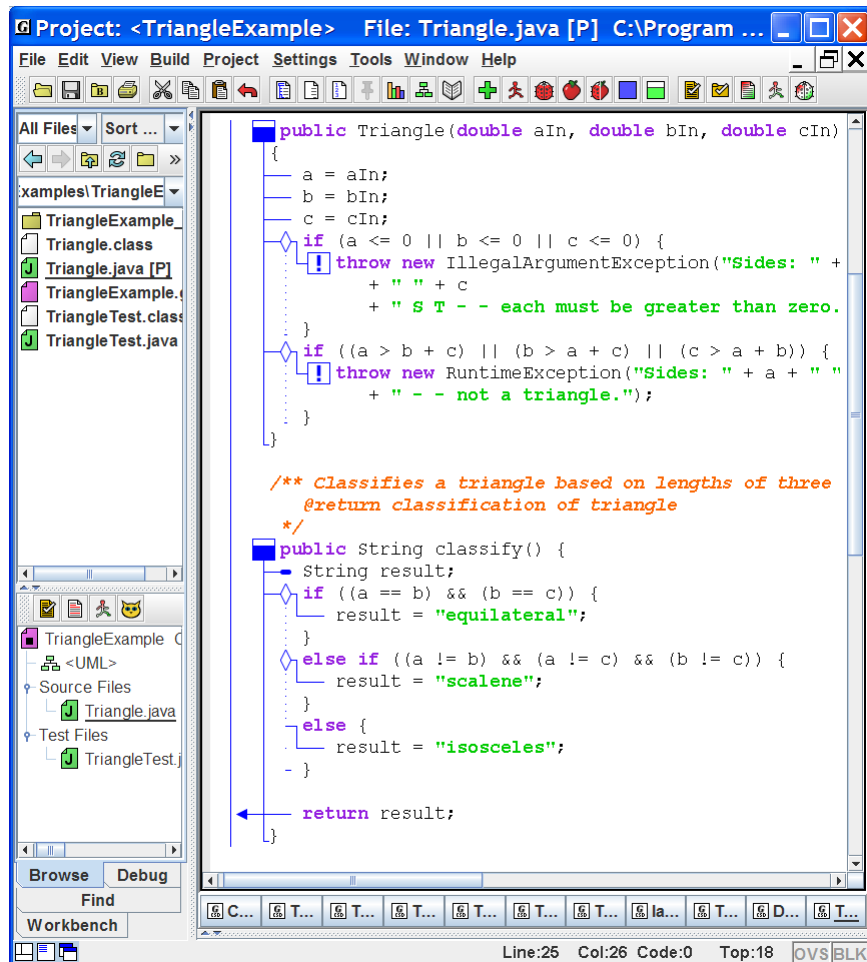 Project: <TriangleExample> File: Triangle.java [P] C:\Program ...
File Edit View Build Project Settings Tools Window Help
All Files Sort ...
»
xamples\TriangleE
TriangleExample_
Triangle.class
Triangle.java [P]
TriangleExample.g
TriangleTest.class
TriangleTest.java
TriangleExample C
<UML>
Source Files
Triangle.java
Test Files
TriangleTest.j
Browse Debug
Find
Workbench
public Triangle(double aIn, double bIn, double cIn)
{
a = aIn;
b = bIn;
c = cIn;
if (a <= 0 || b <= 0 || c <= 0) {
throw new IllegalArgumentException("Sides: " +
+ " " + c
+ " S T - - each must be greater than zero.
}
if ((a > b + c) || (b > a + c) || (c > a + b)) {
throw new RuntimeException("Sides: " + a + " "
+ " - - not a triangle.");
}
}
/** Classifies a triangle based on lengths of three
@return classification of triangle
*/
public String classify() {
String result;
if ((a == b) && (b == c)) {
result = "equilateral";
}
else if ((a != b) && (a != c) && (b != c)) {
result = "scalene";
}
else {
result = "isosceles";
}
return result;
}
C... T... T... T... T... T... T... Ia... T... D... T...
Line:25 Col:26 Code:0 Top:18 OVS BLK